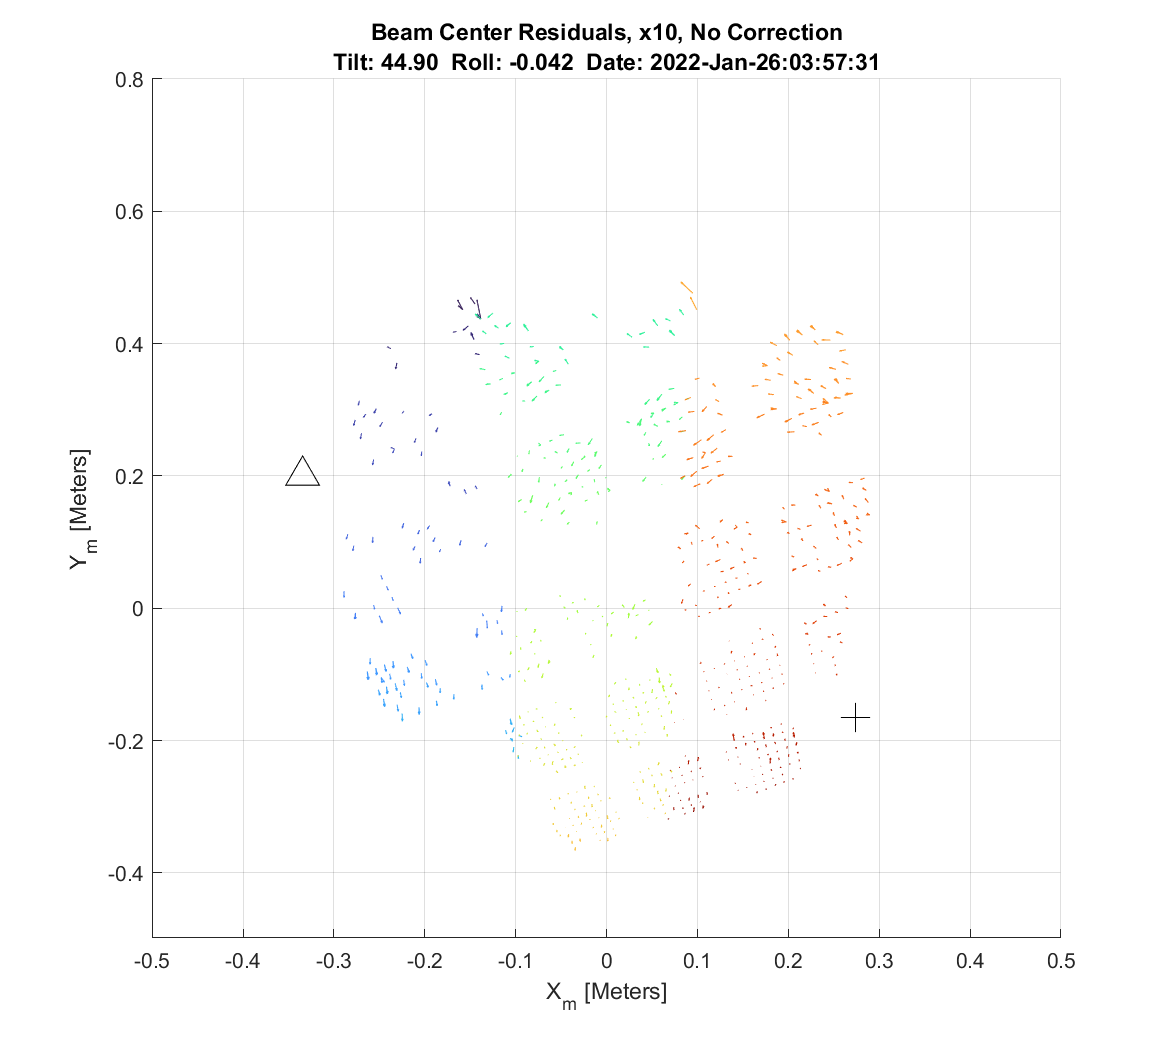 Beam Center Residuals, x10, No Correction
Tilt: 44.90 Roll: -0.042 Date: 2022-Jan-26:03:57:31
0.8
0.6
0.4
0.2
0
-0.2
-0.4
Y_m [Meters]
-0.5 -0.4 -0.3 -0.2 -0.1 0 0.1 0.2 0.3 0.4 0.5
X_m [Meters]